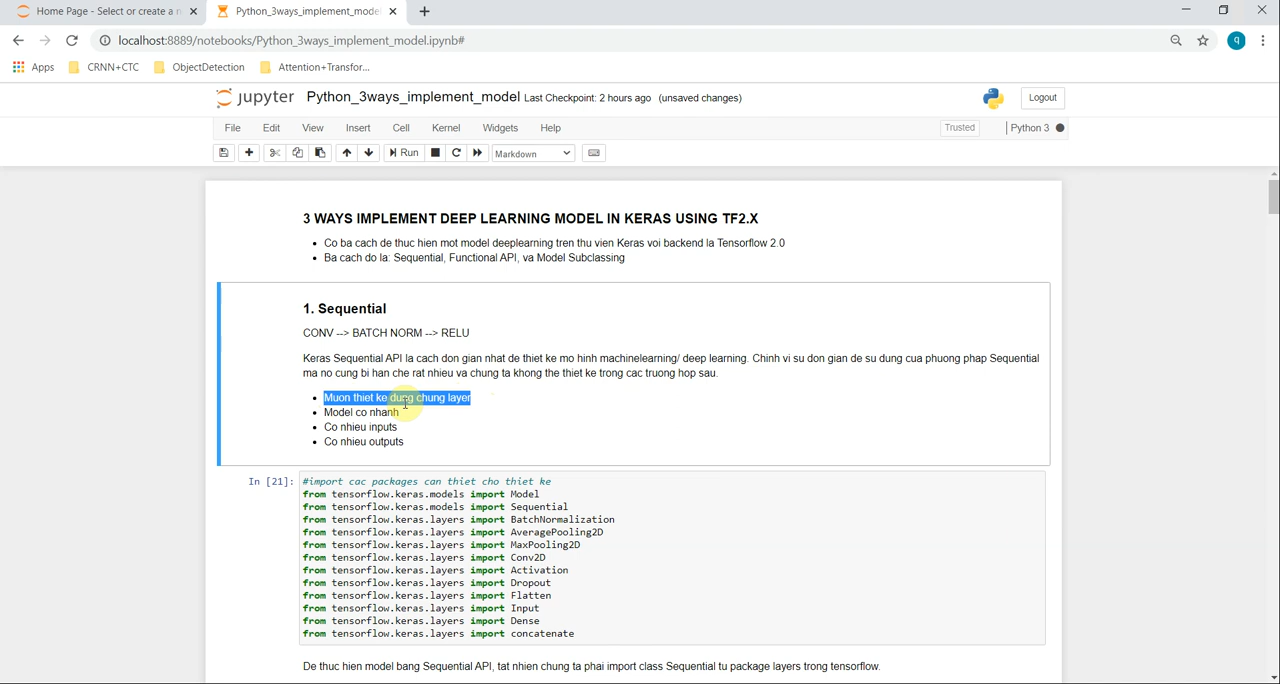 Home Page - Select or create a n
Python_3ways_implement_mode
localhost:8889/notebooks/Python_3ways_implement_model.ipynb#
q
Apps CRNN+CTC ObjectDetection Attention+Transfor...
jupyter Python_3ways_implement_model Last Checkpoint: 2 hours ago (unsaved changes)
Logout
File Edit View Insert Cell Kernel Widgets Help
Trusted
Python 3
Run
Markdown
3 WAYS IMPLEMENT DEEP LEARNING MODEL IN KERAS USING TF2.X
• Co ba cach de thuc hien mot model deeplearning tren thu vien Keras voi backend la Tensorflow 2.0
• Ba cach do la: Sequential, Functional API, va Model Subclassing
1. Sequential
CONV --> BATCH NORM --> RELU
Keras Sequential API la cach don gian nhat de thiet ke mo hinh machinelearning/ deep learning. Chinh vi su don gian de su dung cua phuong phap Sequential
ma no cung bi han che rat nhieu va chung ta khong the thiet ke trong cac truong hop sau.
• Muon thiet ke dung chung layer
• Model co nhanh
• Co nhieu inputs
• Co nhieu outputs
In [21]: #import cac packages can thiet cho thiet ke
from tensorflow.keras.models import Model
from tensorflow.keras.models import Sequential
from tensorflow.keras.layers import BatchNormalization
from tensorflow.keras.layers import AveragePooling2D
from tensorflow.keras.layers import MaxPooling2D
from tensorflow.keras.layers import Conv2D
from tensorflow.keras.layers import Activation
from tensorflow.keras.layers import Dropout
from tensorflow.keras.layers import Flatten
from tensorflow.keras.layers import Input
from tensorflow.keras.layers import Dense
from tensorflow.keras.layers import concatenate
De thuc hien model bang Sequential API, tat nhien chung ta phai import class Sequential tu package layers trong tensorflow.